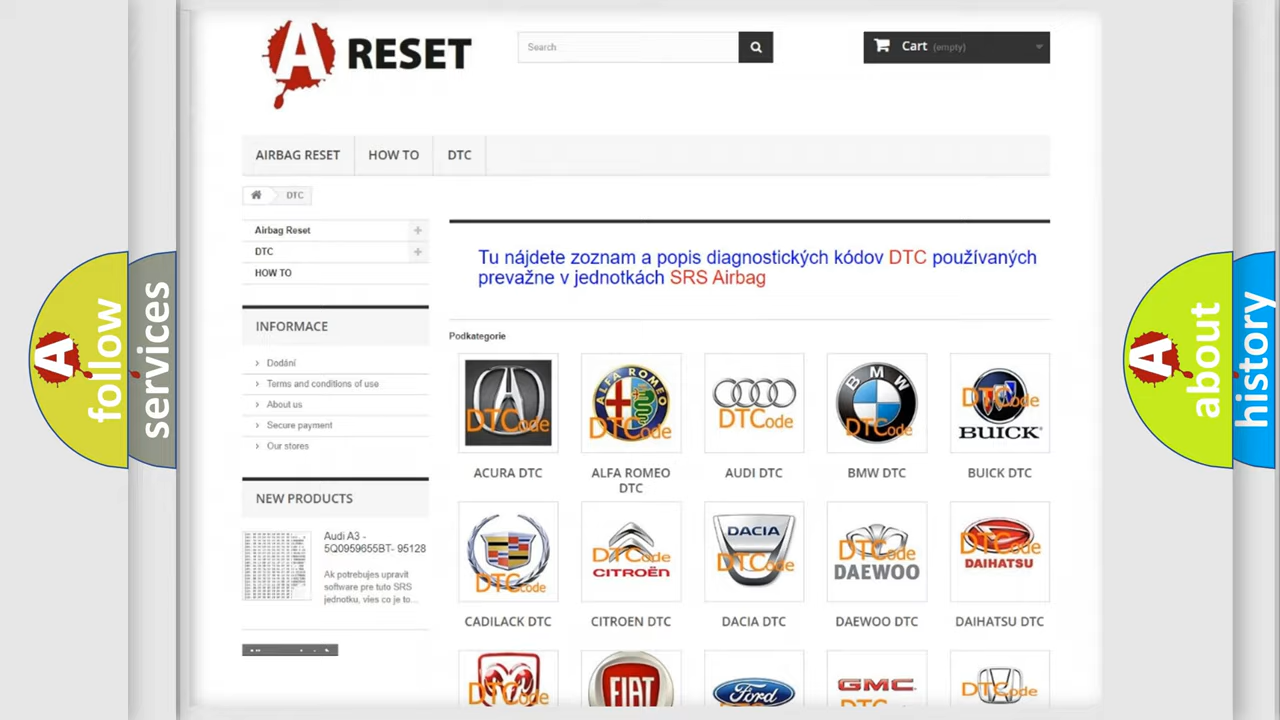 A RESET
Search
Cart (empty)
AIRBAG RESET
HOW TO
DTC
DTC
Airbag Reset
DTC
HOW TO
Tu nájdete zoznam a popis diagnostických kódov DTC používaných
prevažne v jednotkách SRS Airbag
INFORMACE
Dodání
Terms and conditions of use
About us
Secure payment
Our stores
Podkategorie
DTCode
ALFA ROMEO
DTCode
DTCode
BMW
DTCode
DTCode
BUICK
ACURA DTC
ALFA ROMEO
DTC
AUDI DTC
BMW DTC
BUICK DTC
NEW PRODUCTS
Audi A3 -
5Q0959655BT- 95128
Ak potrebujes upravit
software pre tuto SRS
jednotku, vies co je to...
DTCode
DTCode
CITROËN
DACIA
DTCode
DTCode
DAEWOO
DTCode
DAIHATSU
CADILACK DTC
CITROEN DTC
DACIA DTC
DAEWOO DTC
DAIHATSU DTC
DTCode
FIAT
Ford
GMC
DTCode
A
follow
services
A
about
history